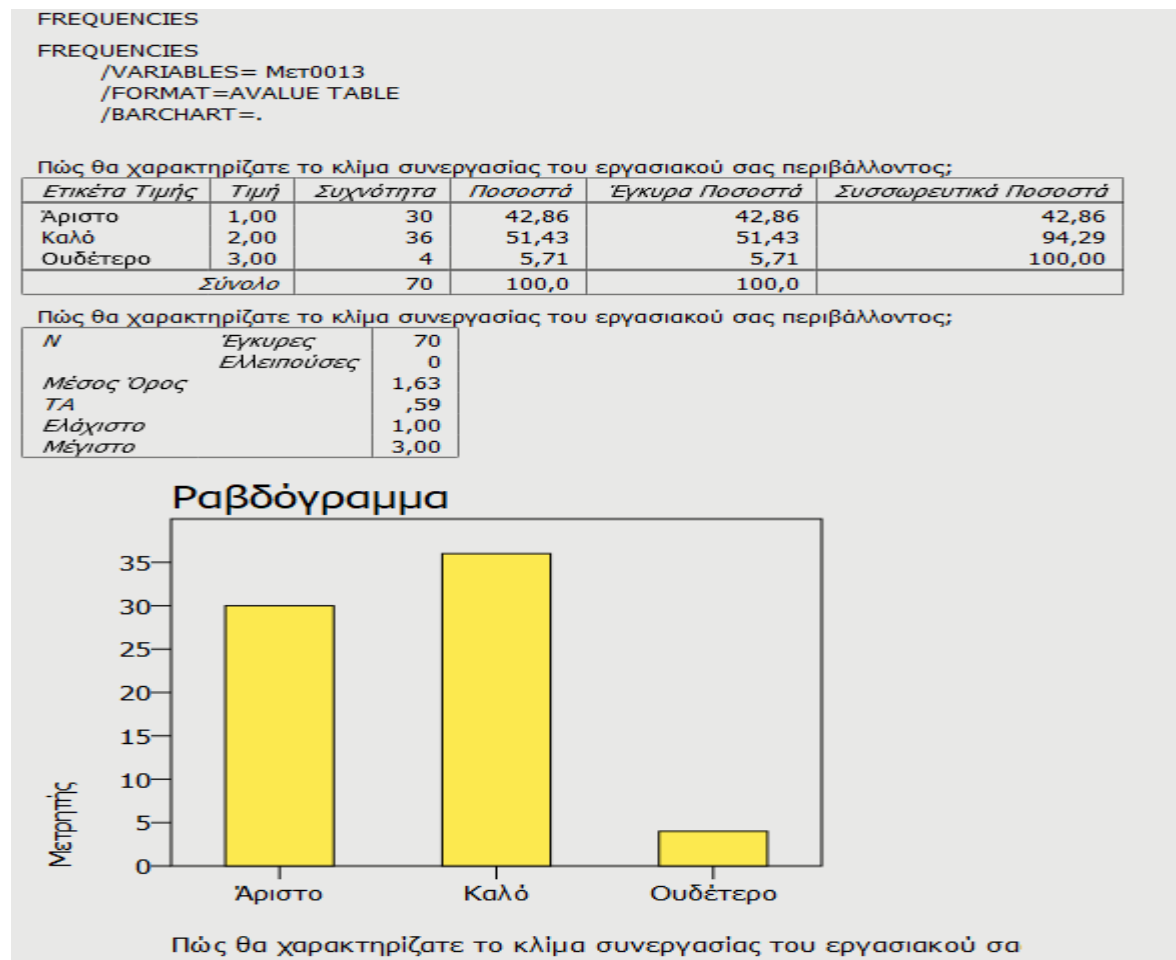 FREQUENCIES
FREQUENCIES
/VARIABLES= Μετ0013
/FORMAT=AVALUE TABLE
/BARCHART=.
Πώς θα χαρακτηρίζατε το κλίμα συνεργασίας του εργασιακού σας περιβάλλοντος;
Ετικέτα Τιμής Τιμή Συχνότητα Ποσοστά Έγκυρα Ποσοστά Συσσωρευτικά Ποσοστά
Άριστο 1,00 30 42,86 42,86 42,86
Καλό 2,00 36 51,43 51,43 94,29
Ουδέτερο 3,00 4 5,71 5,71 100,00
Σύνολο 70 100,0 100,0
Πώς θα χαρακτηρίζατε το κλίμα συνεργασίας του εργασιακού σας περιβάλλοντος;
N Έγκυρες 70
Ελλειπούσες 0
Μέσος Όρος 1,63
ΤΑ ,59
Ελάχιστο 1,00
Μέγιστο 3,00
Ραβδόγραμμα
35
30
25
20
15
10
5
0
Μετρητής
Άριστο Καλό Ουδέτερο
Πώς θα χαρακτηρίζατε το κλίμα συνεργασίας του εργασιακού σα